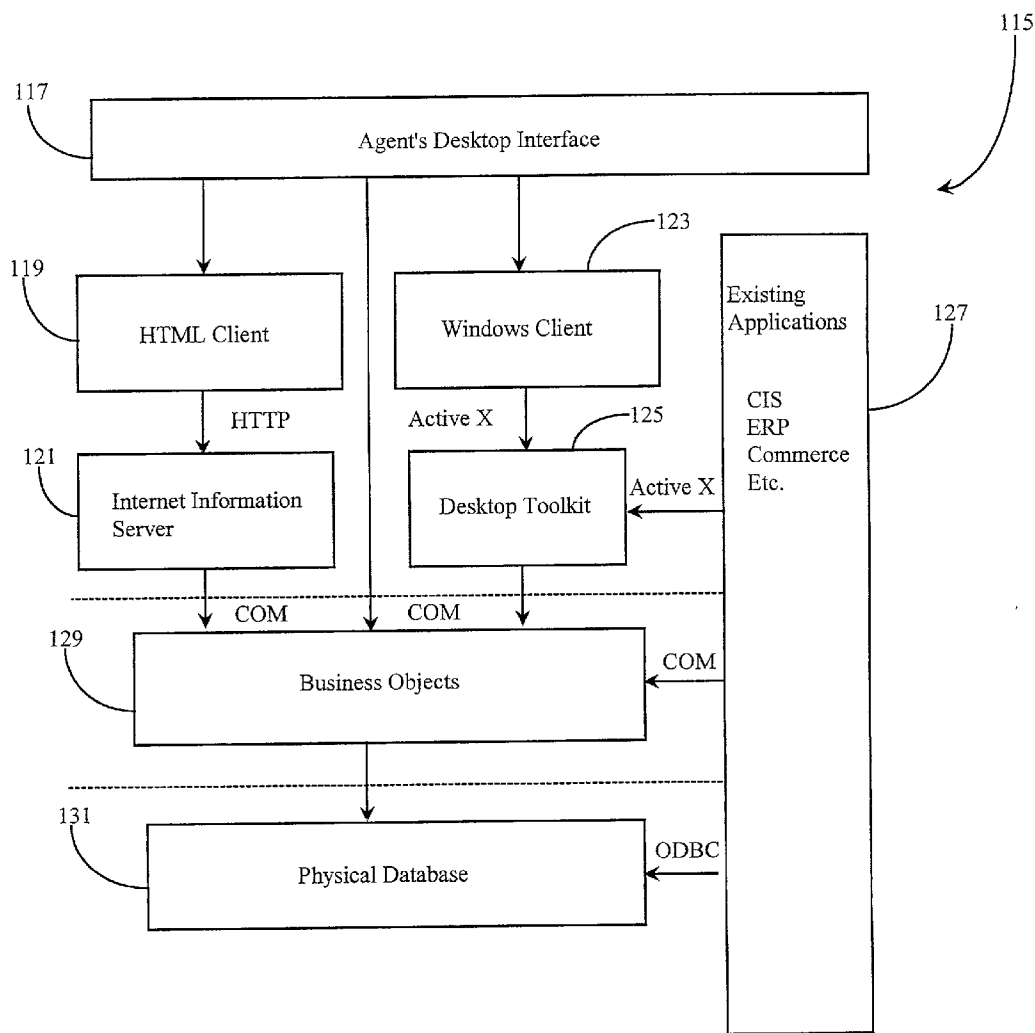 115
117
Agent's Desktop Interface
123
119
HTML Client
Windows Client
Existing
Applications
127
CIS
ERP
Commerce
Etc.
HTTP
Active X
125
121
Internet Information
Server
Desktop Toolkit
Active X
COM
COM
129
Business Objects
COM
131
Physical Database
ODBC